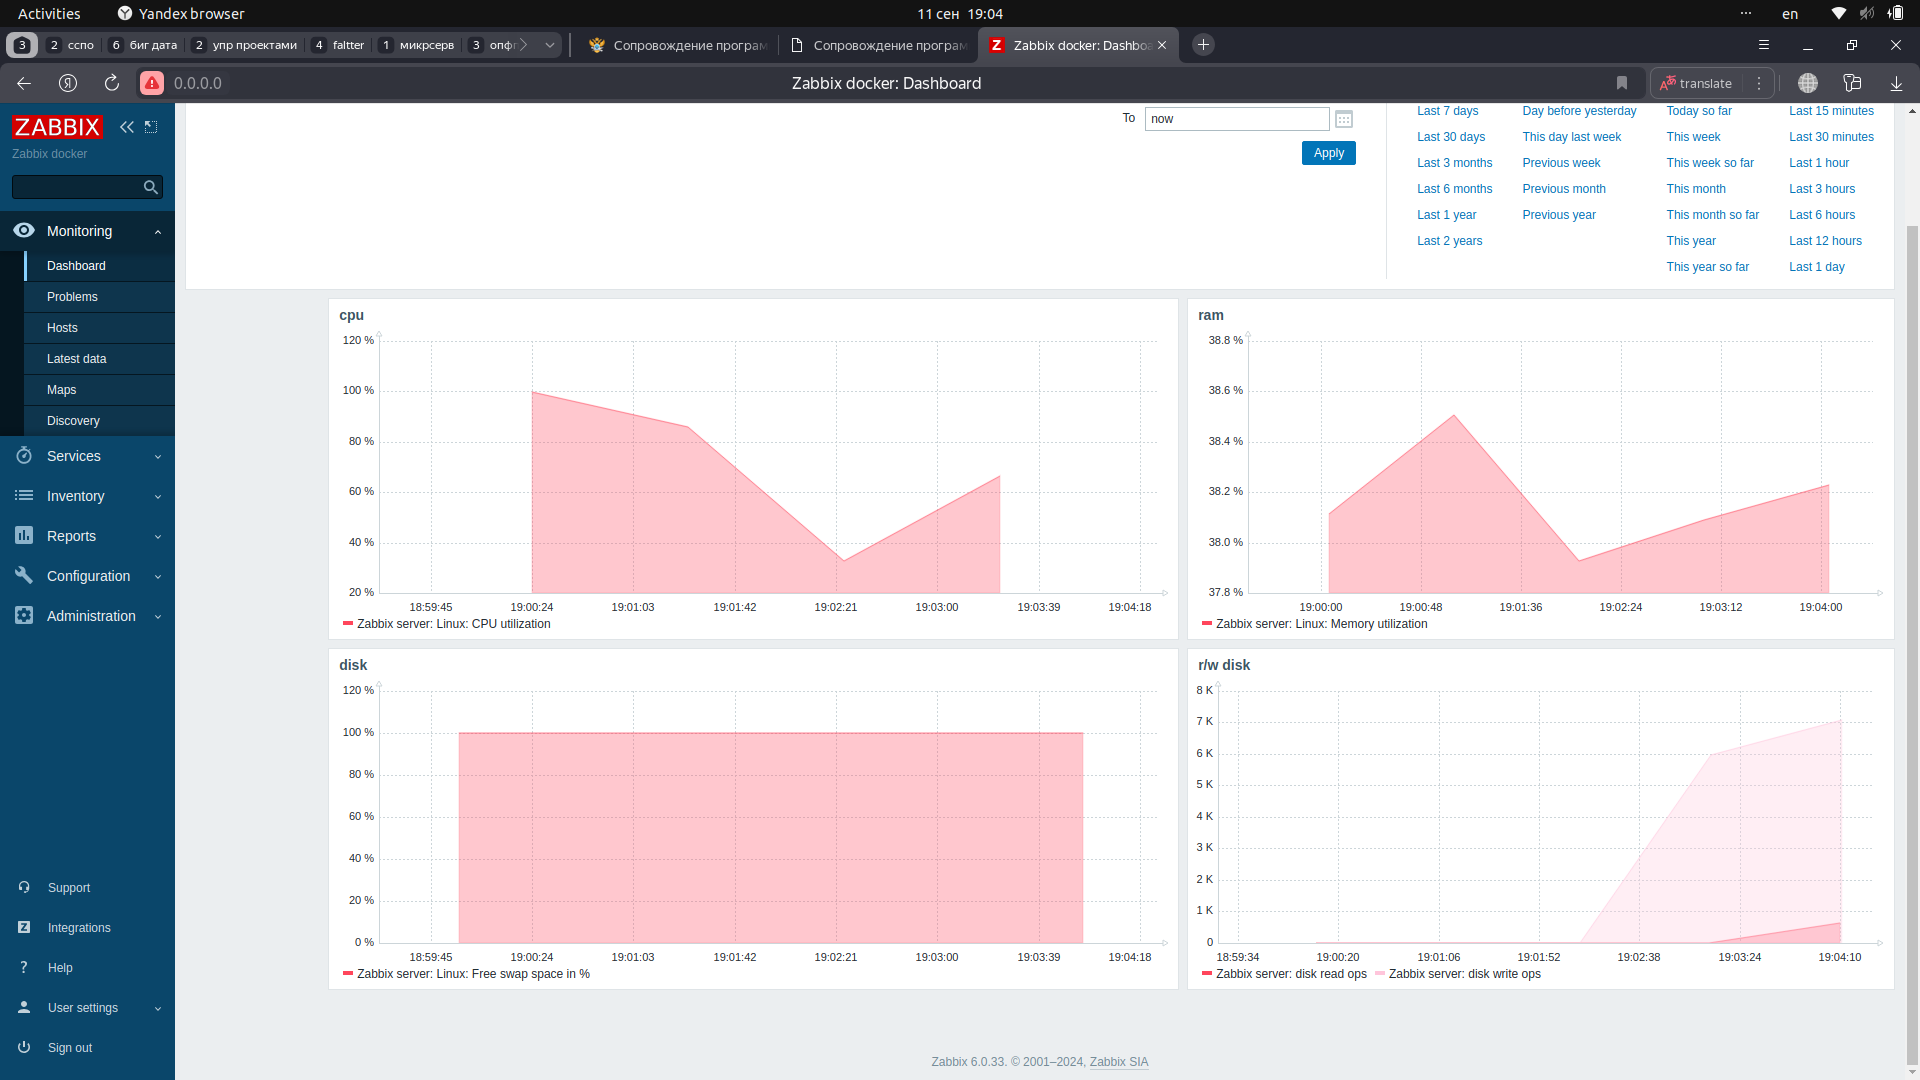 Activities
Yandex browser
11 сен 19:04
en
3
2 сспо
6 биг дата
2 упр проектами
4 faltter
1 микрсерв
3 опфг
Сопровождение програм
Сопровождение програм
Zabbix docker: Dashboa
0.0.0.0
Zabbix docker: Dashboard
translate
ZABBIX
Zabbix docker
Monitoring
Dashboard
Problems
Hosts
Latest data
Maps
Discovery
Services
Inventory
Reports
Configuration
Administration
Support
Integrations
Help
User settings
Sign out
To
now
Apply
Last 7 days
Last 30 days
Last 3 months
Last 6 months
Last 1 year
Last 2 years
Day before yesterday
This day last week
Previous week
Previous month
Previous year
Today so far
This week
This week so far
This month
This month so far
This year
This year so far
Last 15 minutes
Last 30 minutes
Last 1 hour
Last 3 hours
Last 6 hours
Last 12 hours
Last 1 day
cpu
120 %
100 %
80 %
60 %
40 %
20 %
18:59:45 19:00:24 19:01:03 19:01:42 19:02:21 19:03:00 19:03:39 19:04:18
Zabbix server: Linux: CPU utilization
ram
38.8 %
38.6 %
38.4 %
38.2 %
38.0 %
37.8 %
19:00:00 19:00:48 19:01:36 19:02:24 19:03:12 19:04:00
Zabbix server: Linux: Memory utilization
disk
120 %
100 %
80 %
60 %
40 %
20 %
0 %
18:59:45 19:00:24 19:01:03 19:01:42 19:02:21 19:03:00 19:03:39 19:04:18
Zabbix server: Linux: Free swap space in %
r/w disk
8 K
7 K
6 K
5 K
4 K
3 K
2 K
1 K
0
18:59:34 19:00:20 19:01:06 19:01:52 19:02:38 19:03:24 19:04:10
Zabbix server: disk read ops Zabbix server: disk write ops
Zabbix 6.0.33. © 2001–2024, Zabbix SIA